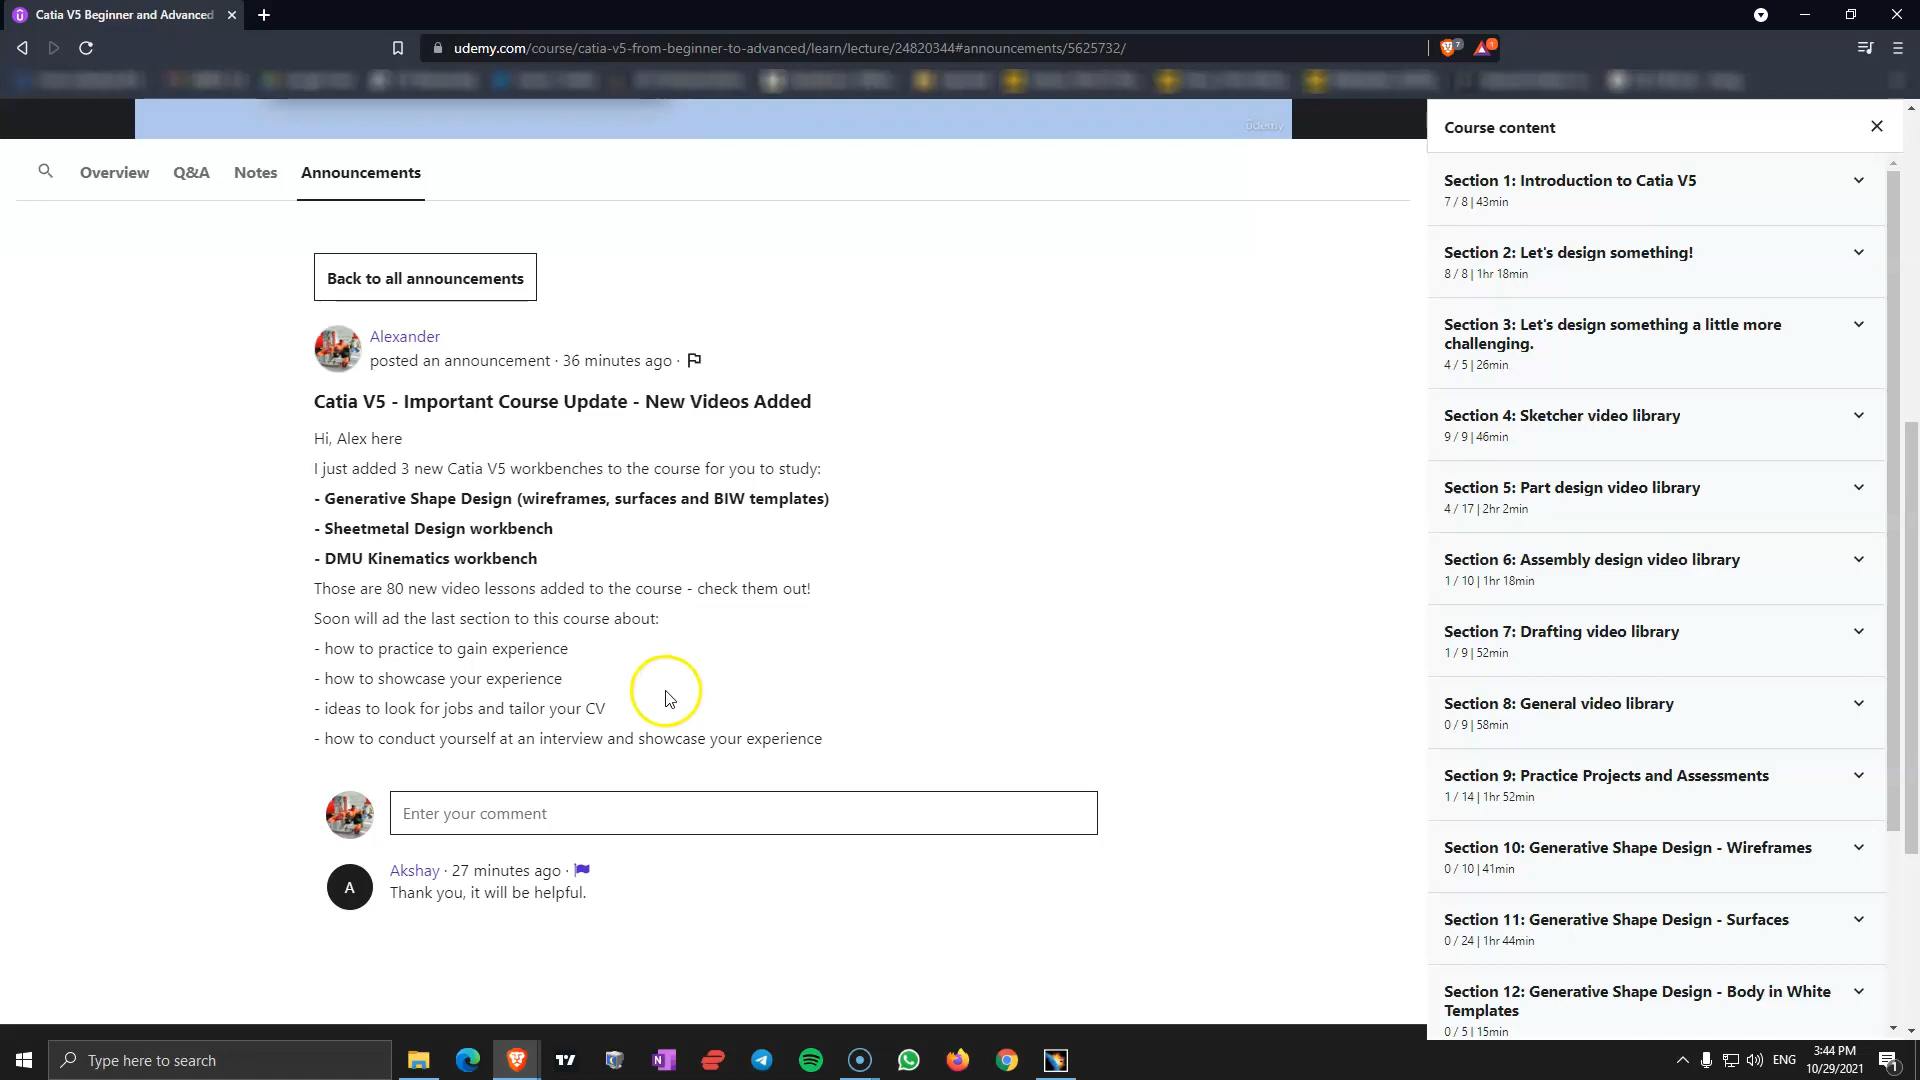 Catia V5 Beginner and Advanced
udemy.com/course/catia-v5-from-beginner-to-advanced/learn/lecture/24820344#announcements/5625732/
7
1
ûdemy
Overview
Q&A
Notes
Announcements
Back to all announcements
Alexander
posted an announcement · 36 minutes ago ·
Catia V5 - Important Course Update - New Videos Added
Hi, Alex here
I just added 3 new Catia V5 workbenches to the course for you to study:
- Generative Shape Design (wireframes, surfaces and BIW templates)
- Sheetmetal Design workbench
- DMU Kinematics workbench
Those are 80 new video lessons added to the course - check them out!
Soon will ad the last section to this course about:
- how to practice to gain experience
- how to showcase your experience
- ideas to look for jobs and tailor your CV
- how to conduct yourself at an interview and showcase your experience
Enter your comment
A
Akshay · 27 minutes ago ·
Thank you, it will be helpful.
Course content
Section 1: Introduction to Catia V5
7 / 8 | 43min
Section 2: Let's design something!
8 / 8 | 1hr 18min
Section 3: Let's design something a little more
challenging.
4 / 5 | 26min
Section 4: Sketcher video library
9 / 9 | 46min
Section 5: Part design video library
4 / 17 | 2hr 2min
Section 6: Assembly design video library
1 / 10 | 1hr 18min
Section 7: Drafting video library
1 / 9 | 52min
Section 8: General video library
0 / 9 | 58min
Section 9: Practice Projects and Assessments
1 / 14 | 1hr 52min
Section 10: Generative Shape Design - Wireframes
0 / 10 | 41min
Section 11: Generative Shape Design - Surfaces
0 / 24 | 1hr 44min
Section 12: Generative Shape Design - Body in White
Templates
0 / 5 | 15min
Type here to search
ENG
3:44 PM
10/29/2021
1